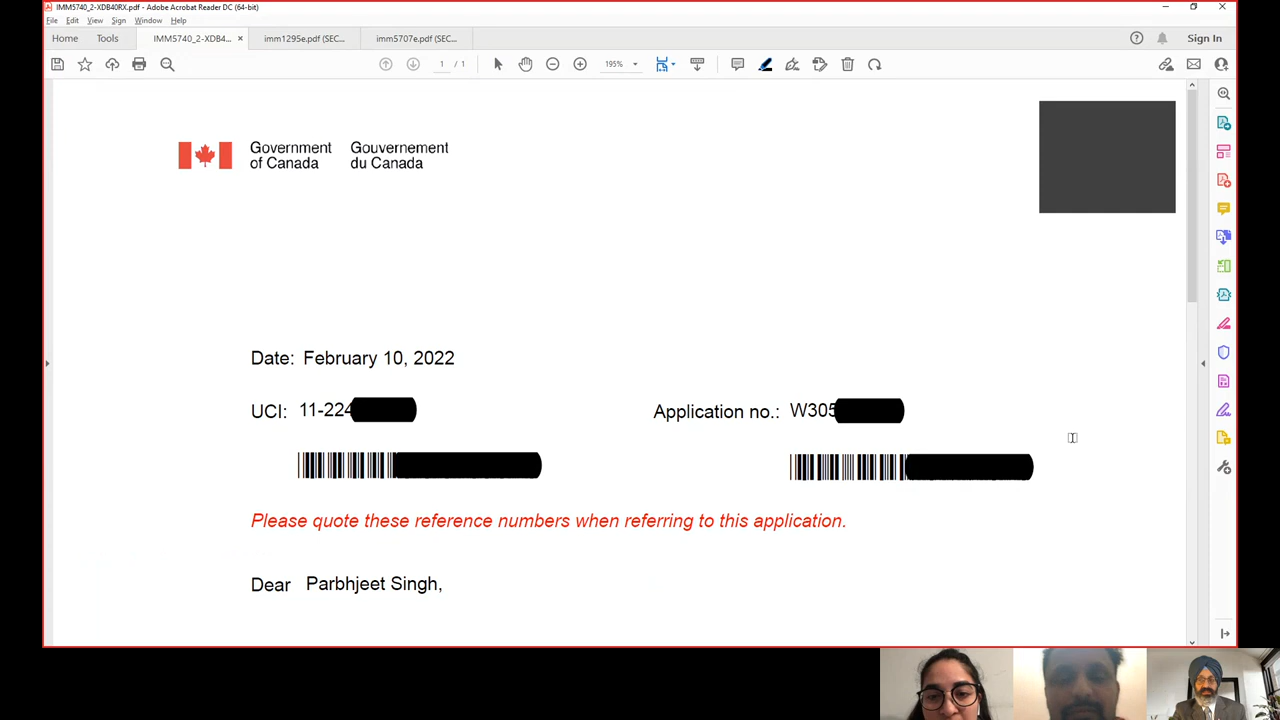 IMM5740_2-XDB40RX.pdf - Adobe Acrobat Reader DC (64-bit)
File Edit View Sign Window Help
Home Tools IMM5740_2-XDB4... × imm1295e.pdf (SEC... imm5707e.pdf (SEC... Sign In
1 / 1 195%
Government of Canada
Gouvernement du Canada
Date: February 10, 2022
UCI: 11-224 Application no.: W305
Please quote these reference numbers when referring to this application.
Dear Parbhjeet Singh,